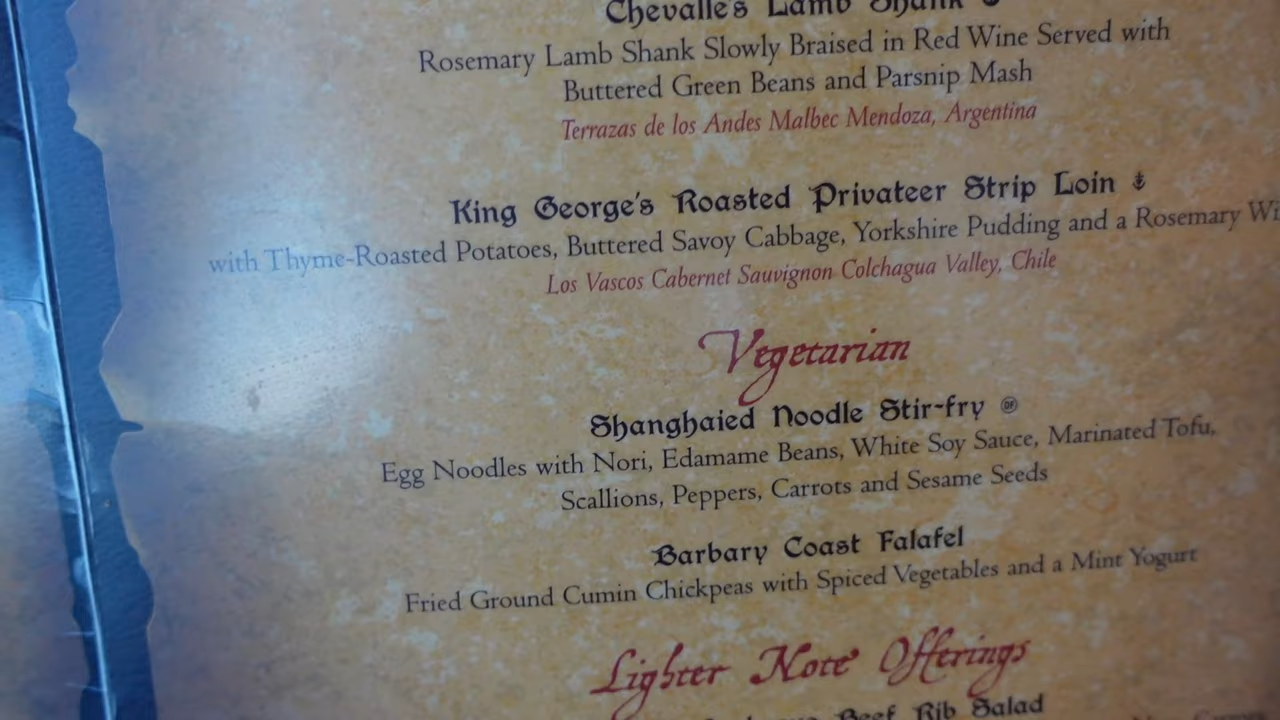 Chevalle's Lamb Shank
Rosemary Lamb Shank Slowly Braised in Red Wine Served with
Buttered Green Beans and Parsnip Mash
Terrazas de los Andes Malbec Mendoza, Argentina
King George's Roasted Privateer Strip Loin
with Thyme-Roasted Potatoes, Buttered Savoy Cabbage, Yorkshire Pudding and a Rosemary Wi
Los Vascos Cabernet Sauvignon Colchagua Valley, Chile
Vegetarian
Shanghaied Noodle Stir-fry
Egg Noodles with Nori, Edamame Beans, White Soy Sauce, Marinated Tofu,
Scallions, Peppers, Carrots and Sesame Seeds
Barbary Coast Falafel
Fried Ground Cumin Chickpeas with Spiced Vegetables and a Mint Yogurt
Lighter Note Offerings
Beef Rib Salad